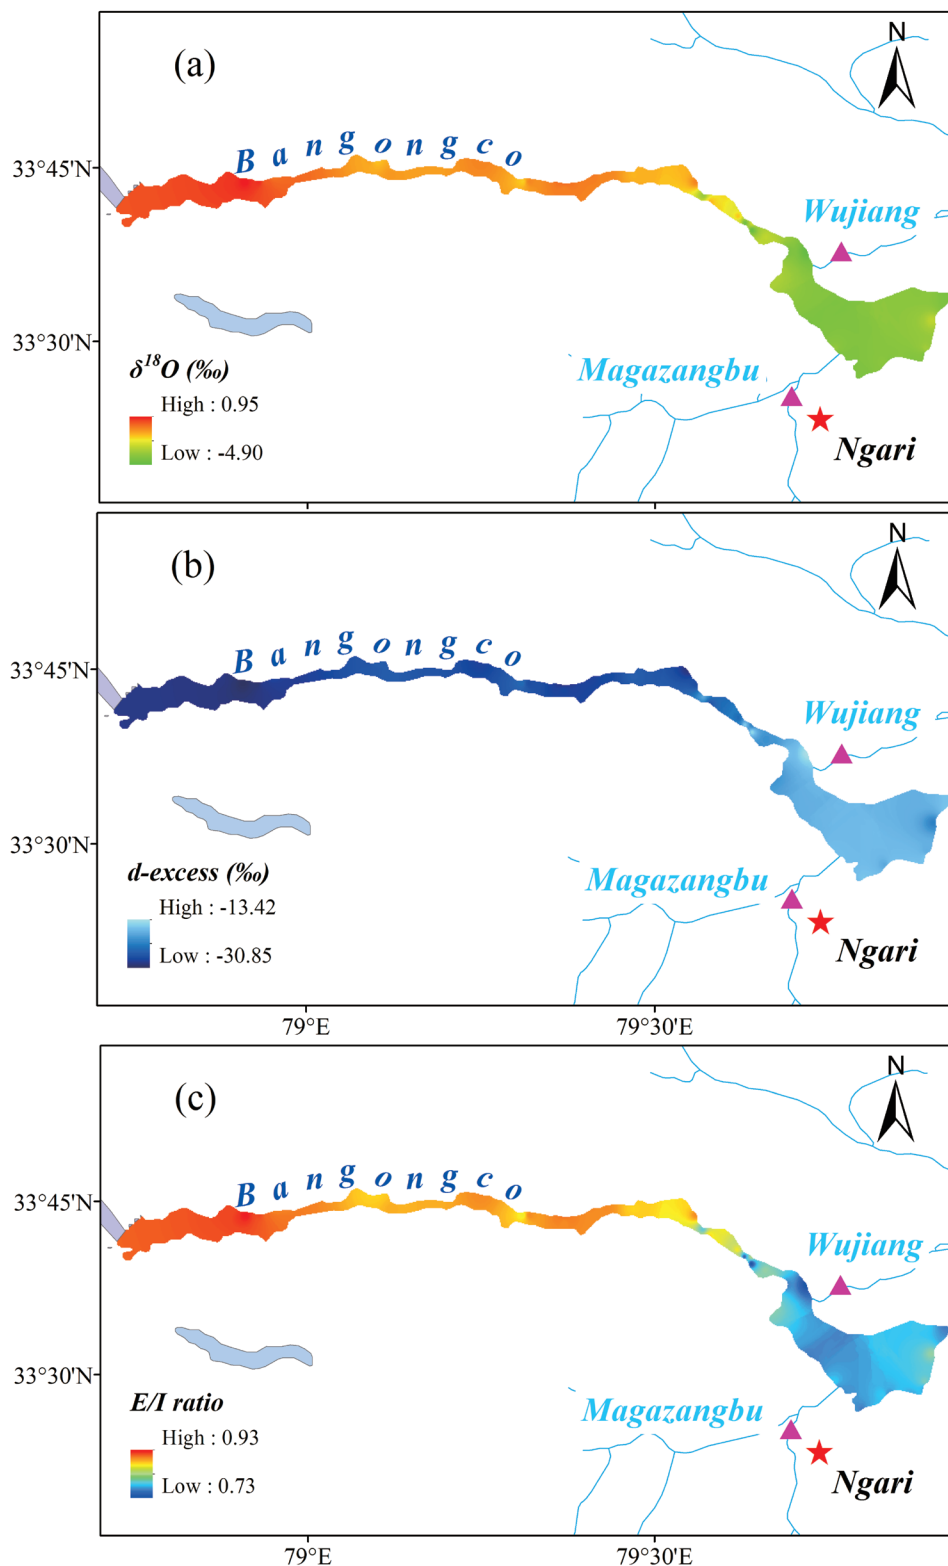 (a)
N
Bangongco
33°45'N
Wujiang
33°30'N
Magazangbu
δ¹⁸O (‰)
High : 0.95
Low : -4.90
Ngari
(b)
N
Bangongco
33°45'N
Wujiang
33°30'N
Magazangbu
d-excess (‰)
High : -13.42
Low : -30.85
Ngari
79°E
79°30'E
(c)
N
Bangongco
33°45'N
Wujiang
33°30'N
Magazangbu
E/I ratio
High : 0.93
Low : 0.73
Ngari
79°E
79°30'E